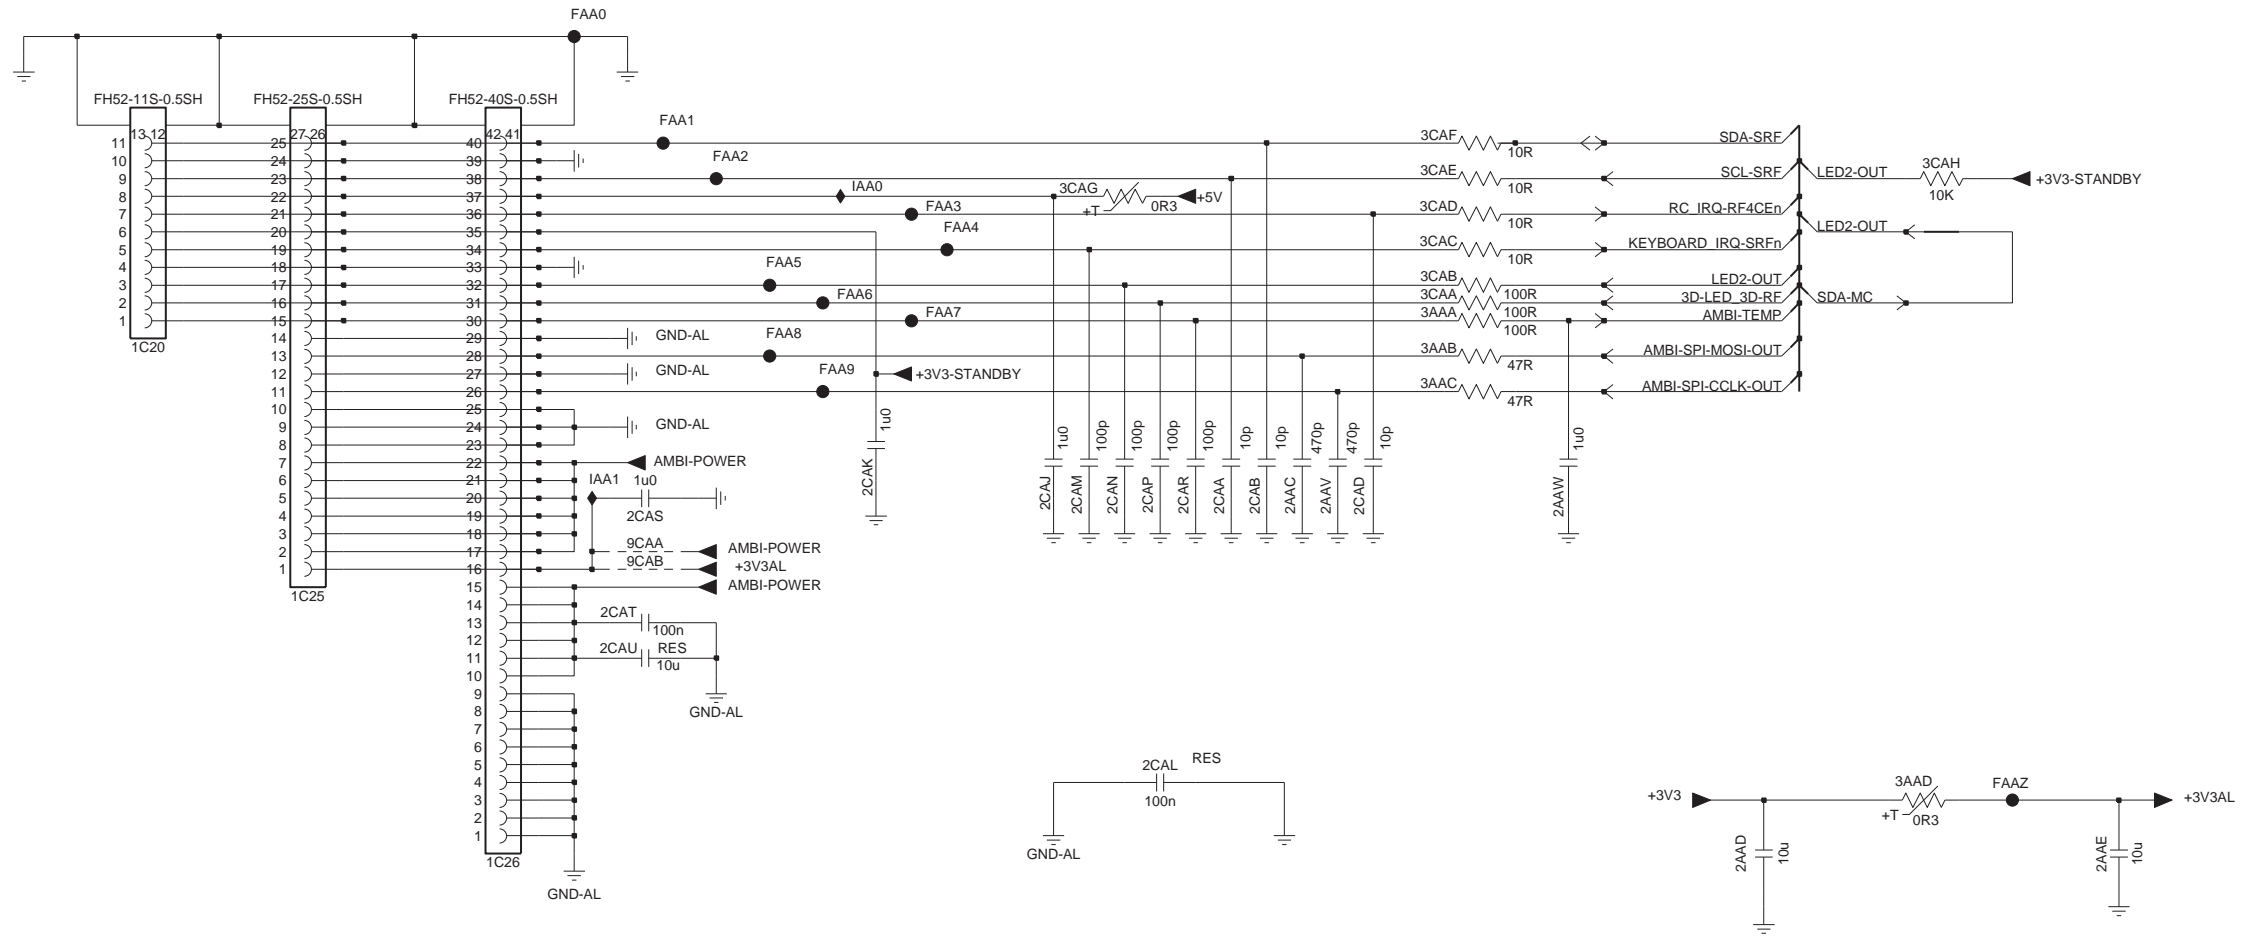 FAA0
FH52-11S-0.5SH
FH52-25S-0.5SH
FH52-40S-0.5SH
13 12
27 26
42 41
11
10
9
8
7
6
5
4
3
2
1
1C20
25
24
23
22
21
20
19
18
17
16
15
14
13
12
11
10
9
8
7
6
5
4
3
2
1
1C25
40
39
38
37
36
35
34
33
32
31
30
29
28
27
26
25
24
23
22
21
20
19
18
17
16
15
14
13
12
11
10
9
8
7
6
5
4
3
2
1
1C26
FAA1
FAA2
IAA0
3CAG
+T
0R3
+5V
FAA3
FAA4
FAA5
FAA6
FAA7
GND-AL
FAA8
GND-AL
+3V3-STANDBY
FAA9
GND-AL
AMBI-POWER
IAA1
1u0
2CAS
9CAA
AMBI-POWER
9CAB
+3V3AL
AMBI-POWER
2CAT
100n
2CAU
RES
10u
GND-AL
GND-AL
1u0
2CAK
1u0
2CAJ
100p
2CAM
100p
2CAN
100p
2CAP
100p
2CAR
10p
2CAA
10p
2CAB
470p
2AAC
470p
2AAV
10p
2CAD
1u0
2AAW
3CAF
10R
SDA-SRF
3CAE
10R
SCL-SRF
3CAD
10R
RC_IRQ-RF4CEn
3CAC
10R
KEYBOARD_IRQ-SRFn
3CAB
100R
LED2-OUT
3CAA
100R
3D-LED_3D-RF
3AAA
100R
AMBI-TEMP
3AAB
47R
AMBI-SPI-MOSI-OUT
3AAC
47R
AMBI-SPI-CCLK-OUT
LED2-OUT
3CAH
10K
+3V3-STANDBY
LED2-OUT
SDA-MC
2CAL
RES
100n
GND-AL
+3V3
3AAD
+T
0R3
FAAZ
+3V3AL
2AAD
10u
2AAE
10u